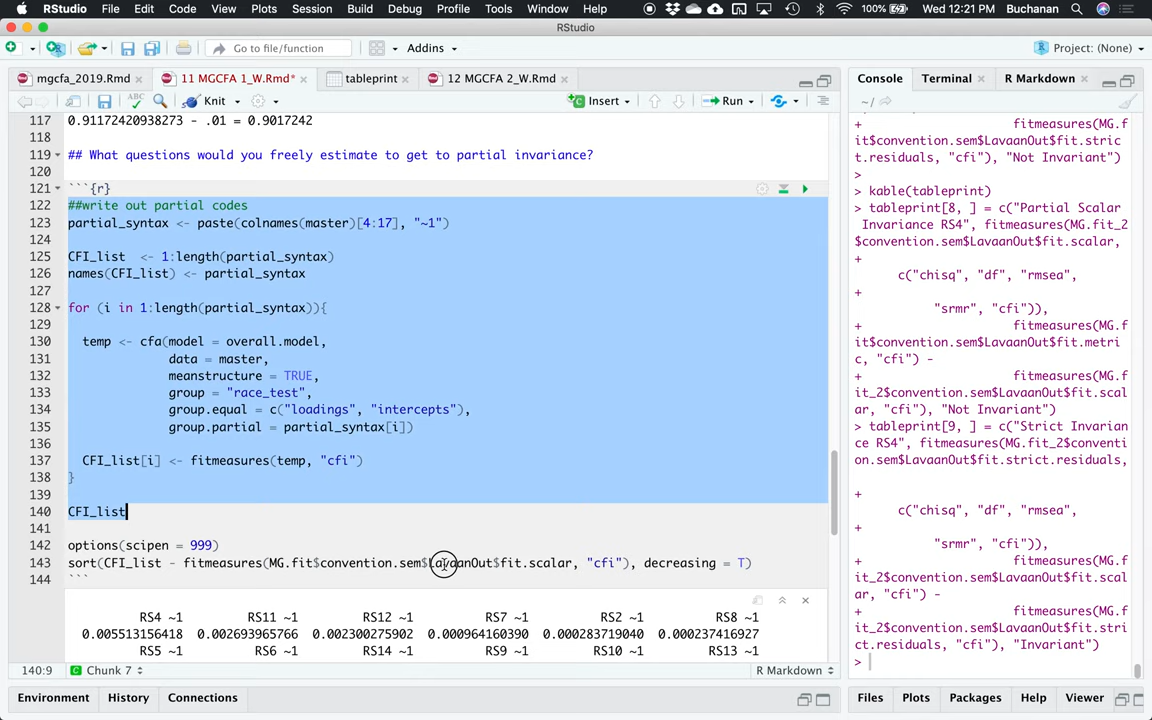 RStudio File Edit Code View Plots Session Build Debug Profile Tools Window Help 100% Wed 12:21 PM Buchanan
RStudio
Go to file/function Addins Project: (None)
mgcfa_2019.Rmd 11 MGCFA 1_W.Rmd* tableprint 12 MGCFA 2_W.Rmd
ABC Knit Insert Run
117 0.91172420938273 - .01 = 0.9017242
118
119 ## What questions would you freely estimate to get to partial invariance?
120
121 ```{r}
122 ##write out partial codes
123 partial_syntax <- paste(colnames(master)[4:17], "~1")
124
125 CFI_list <- 1:length(partial_syntax)
126 names(CFI_list) <- partial_syntax
127
128 for (i in 1:length(partial_syntax)){
129
130 temp <- cfa(model = overall.model,
131 data = master,
132 meanstructure = TRUE,
133 group = "race_test",
134 group.equal = c("loadings", "intercepts"),
135 group.partial = partial_syntax[i])
136
137 CFI_list[i] <- fitmeasures(temp, "cfi")
138 }
139
140 CFI_list
141
142 options(scipen = 999)
143 sort(CFI_list - fitmeasures(MG.fit$convention.sem$LavaanOut$fit.scalar, "cfi"), decreasing = T)
144 ```
RS4 ~1 RS11 ~1 RS12 ~1 RS7 ~1 RS2 ~1 RS8 ~1
0.005513156418 0.002693965766 0.002300275902 0.000964160390 0.000283719040 0.000237416927
RS5 ~1 RS6 ~1 RS14 ~1 RS9 ~1 RS10 ~1 RS13 ~1
140:9 Chunk 7 R Markdown
Environment History Connections
Console Terminal R Markdown
~/
+ fitmeasures(MG.f
it$convention.sem$LavaanOut$fit.stric
t.residuals, "cfi"), "Not Invariant")
>
> kable(tableprint)
> tableprint[8, ] = c("Partial Scalar
Invariance RS4", fitmeasures(MG.fit_2
$convention.sem$LavaanOut$fit.scalar,
+
c("chisq", "df", "rmsea",
+
"srmr", "cfi")),
+ fitmeasures(MG.f
it$convention.sem$LavaanOut$fit.metri
c, "cfi") -
+ fitmeasures(MG.f
it_2$convention.sem$LavaanOut$fit.scal
ar, "cfi"), "Not Invariant")
> tableprint[9, ] = c("Strict Invarian
ce RS4", fitmeasures(MG.fit_2$conventi
on.sem$LavaanOut$fit.strict.residuals,
+
c("chisq", "df", "rmsea",
+
"srmr", "cfi")),
+ fitmeasures(MG.f
it_2$convention.sem$LavaanOut$fit.scal
ar, "cfi") -
+ fitmeasures(MG.f
it_2$convention.sem$LavaanOut$fit.stri
ct.residuals, "cfi"), "Invariant")
>
Files Plots Packages Help Viewer